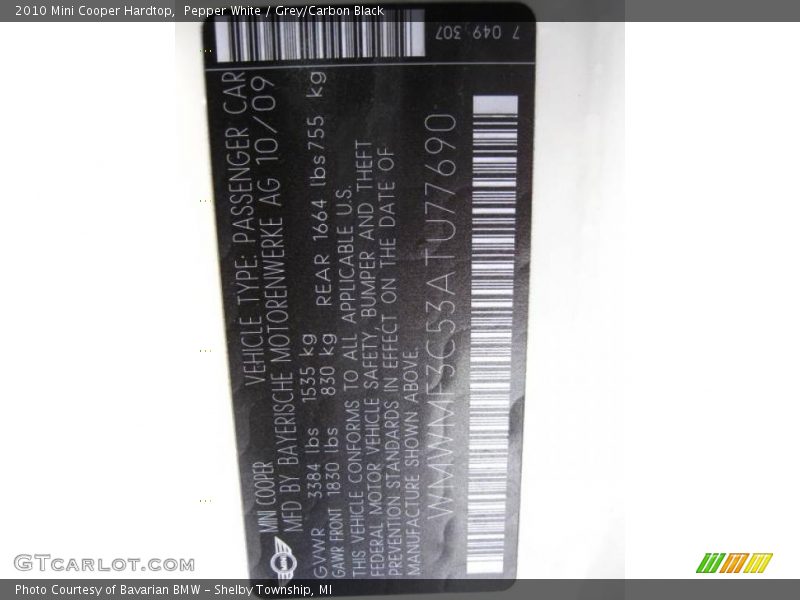 2010 Mini Cooper Hardtop, Pepper White / Grey/Carbon Black
7 049 307
MINI COOPER VEHICLE TYPE: PASSENGER CAR
MFD BY BAYERISCHE MOTORENWERKE AG 10/09
GVWR 3384 lbs 1535 kg
GAWR FRONT 1830 lbs 830 kg REAR 1664 lbs 755 kg
THIS VEHICLE CONFORMS TO ALL APPLICABLE U.S.
FEDERAL MOTOR VEHICLE SAFETY, BUMPER AND THEFT
PREVENTION STANDARDS IN EFFECT ON THE DATE OF
MANUFACTURE SHOWN ABOVE.
WMWMF3C53ATU77690
MINI
GTCARLOT.COM
Photo Courtesy of Bavarian BMW – Shelby Township, MI